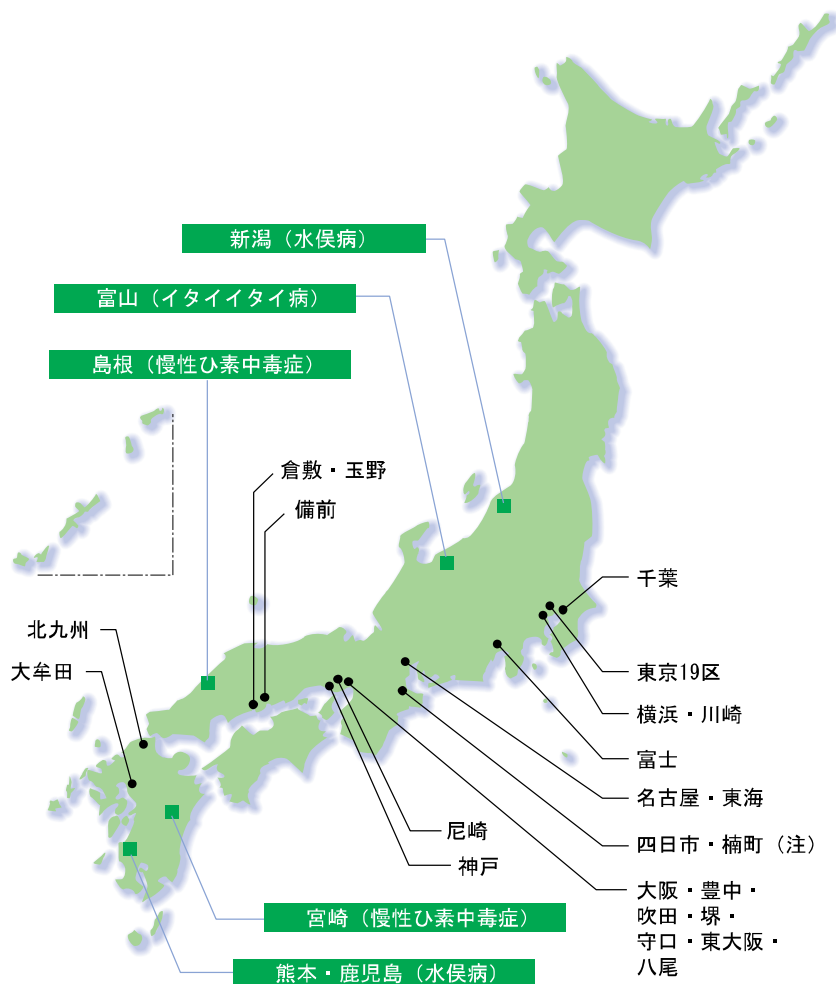 新潟（水俣病）
富山（イタイイタイ病）
島根（慢性ひ素中毒症）
倉敷・玉野
備前
千葉
北九州
大牟田
東京19区
横浜・川崎
富士
名古屋・東海
尼崎
四日市・楠町（注）
神戸
大阪・豊中・
吹田・堺・
守口・東大阪・
八尾
宮崎（慢性ひ素中毒症）
熊本・鹿児島（水俣病）